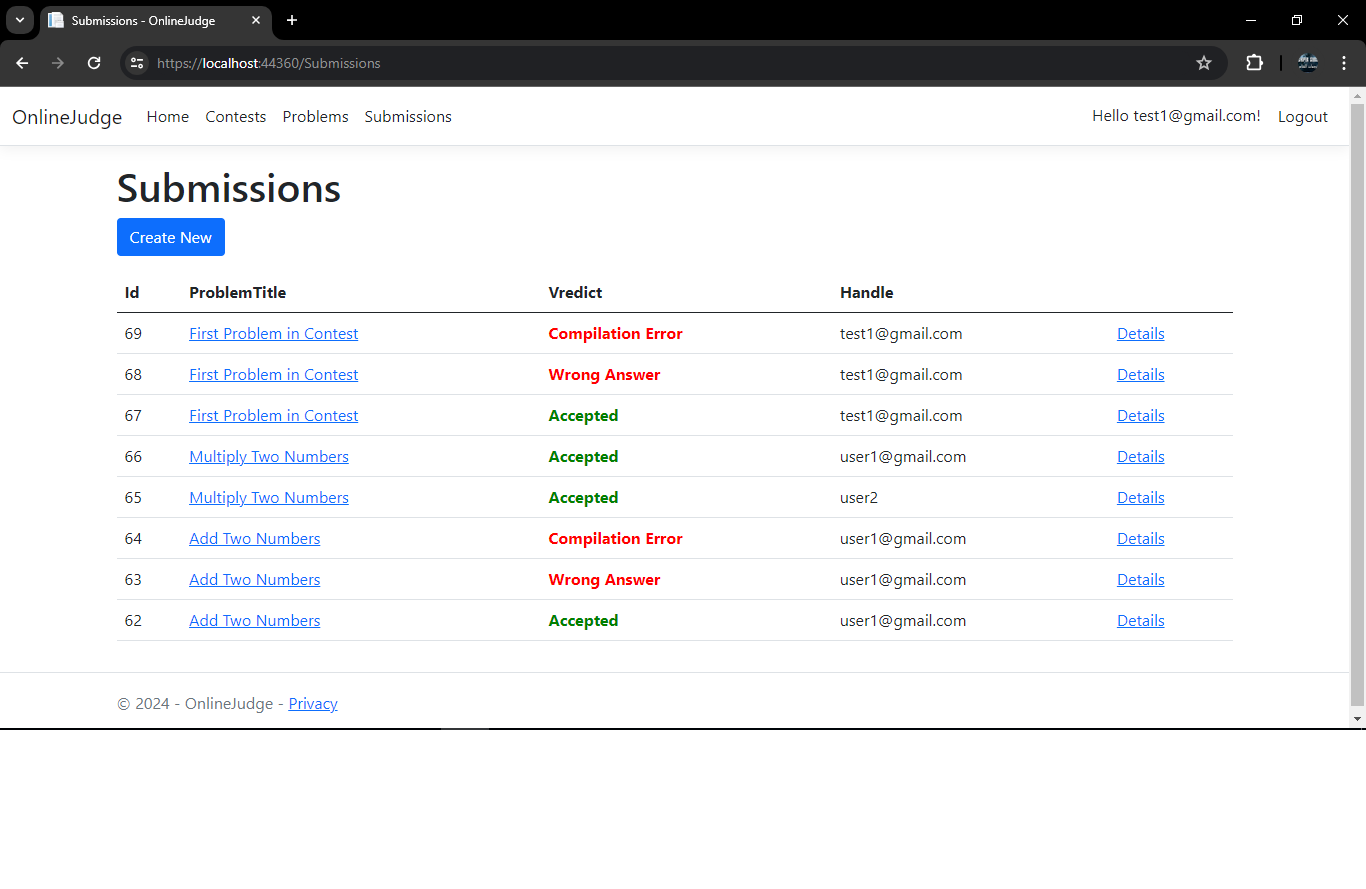 Submissions - OnlineJudge
https://localhost:44360/Submissions
OnlineJudge Home Contests Problems Submissions Hello test1@gmail.com! Logout
Submissions
Create New
Id ProblemTitle Vredict Handle
69 First Problem in Contest Compilation Error test1@gmail.com Details
68 First Problem in Contest Wrong Answer test1@gmail.com Details
67 First Problem in Contest Accepted test1@gmail.com Details
66 Multiply Two Numbers Accepted user1@gmail.com Details
65 Multiply Two Numbers Accepted user2 Details
64 Add Two Numbers Compilation Error user1@gmail.com Details
63 Add Two Numbers Wrong Answer user1@gmail.com Details
62 Add Two Numbers Accepted user1@gmail.com Details
© 2024 - OnlineJudge - Privacy